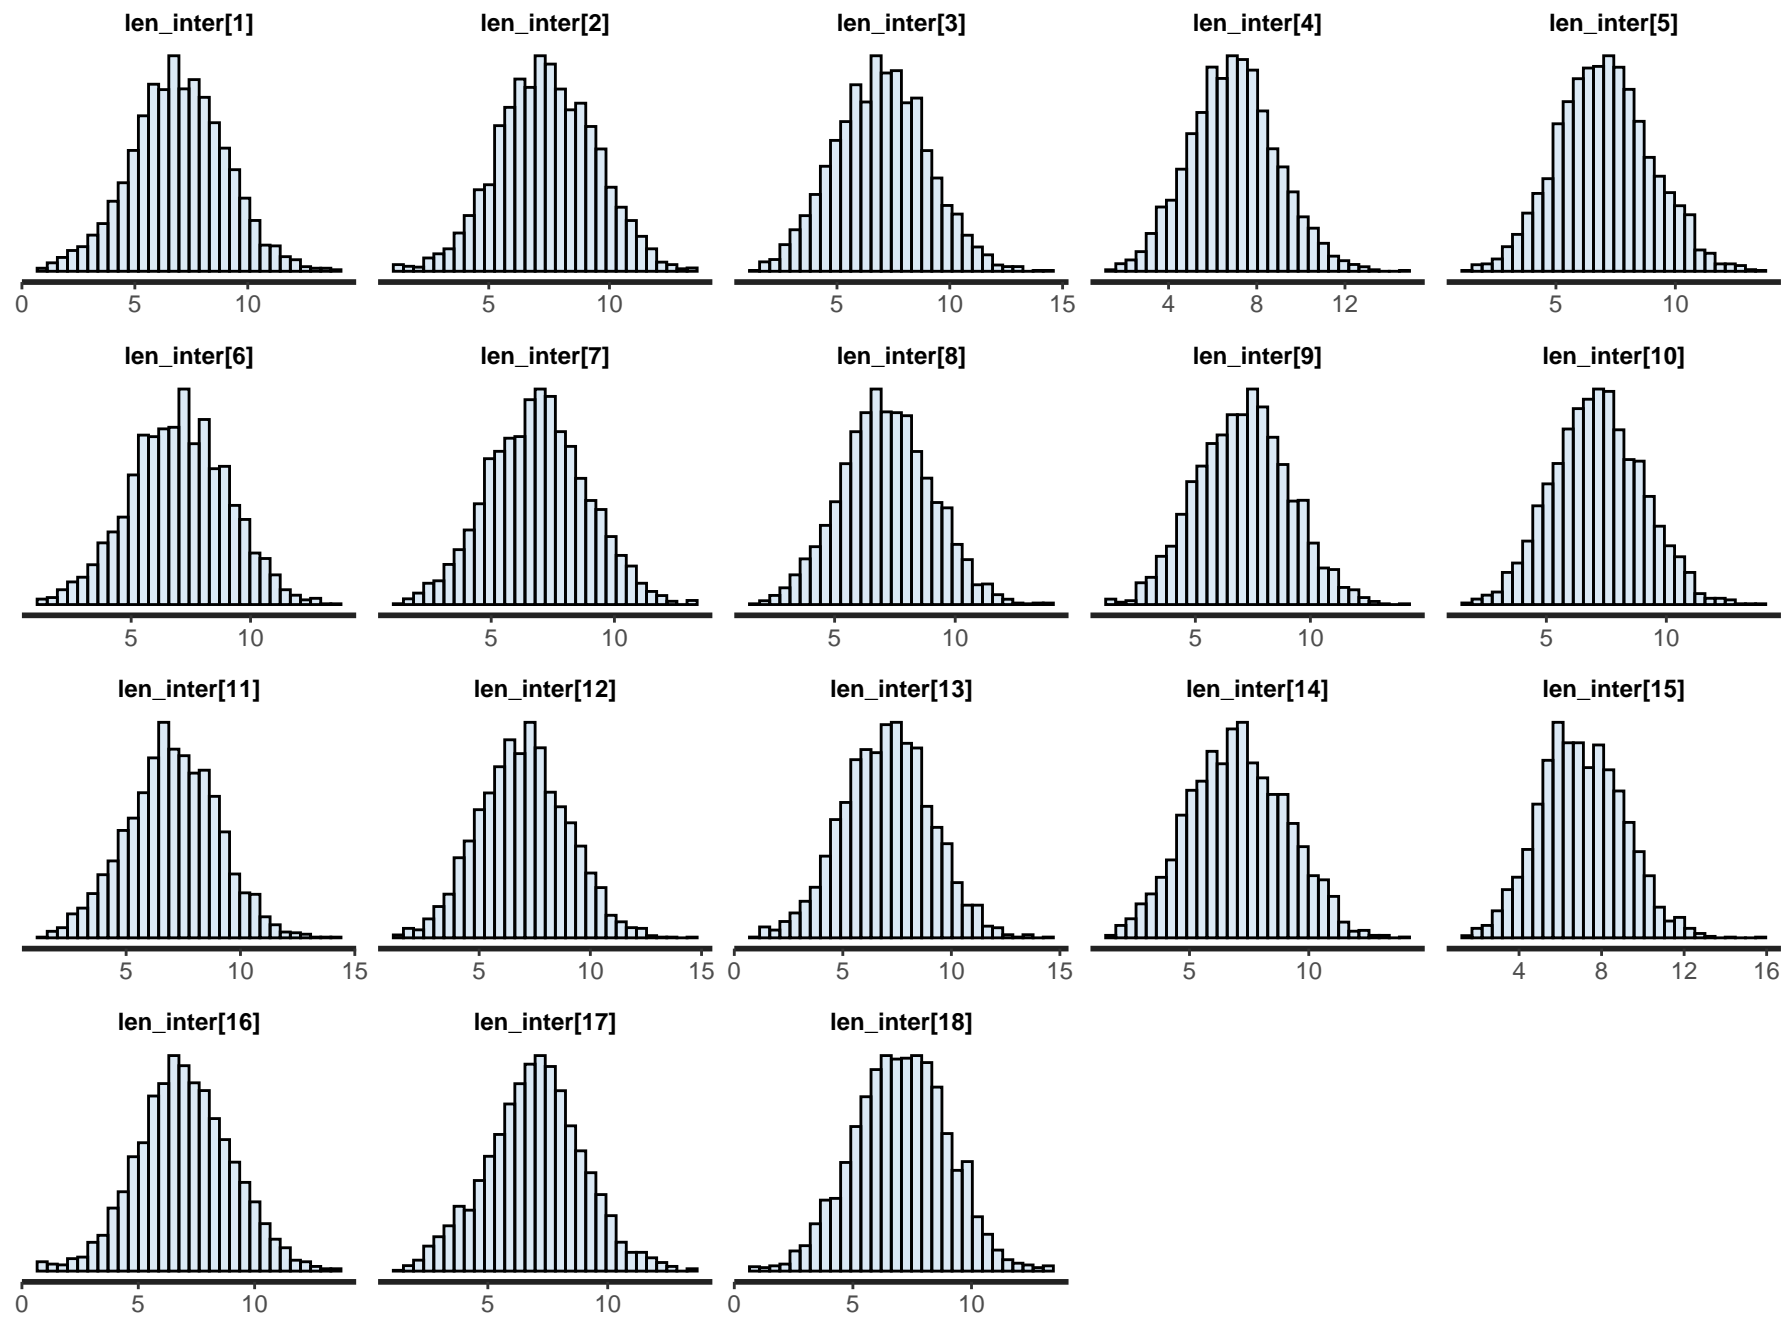 len_inter[1] len_inter[2] len_inter[3] len_inter[4] len_inter[5]
0 5 10 5 10 5 10 15 4 8 12 5 10
len_inter[6] len_inter[7] len_inter[8] len_inter[9] len_inter[10]
5 10 5 10 5 10 5 10 5 10
len_inter[11] len_inter[12] len_inter[13] len_inter[14] len_inter[15]
5 10 15 5 10 15 0 5 10 15 5 10 4 8 12 16
len_inter[16] len_inter[17] len_inter[18]
0 5 10 5 10 0 5 10